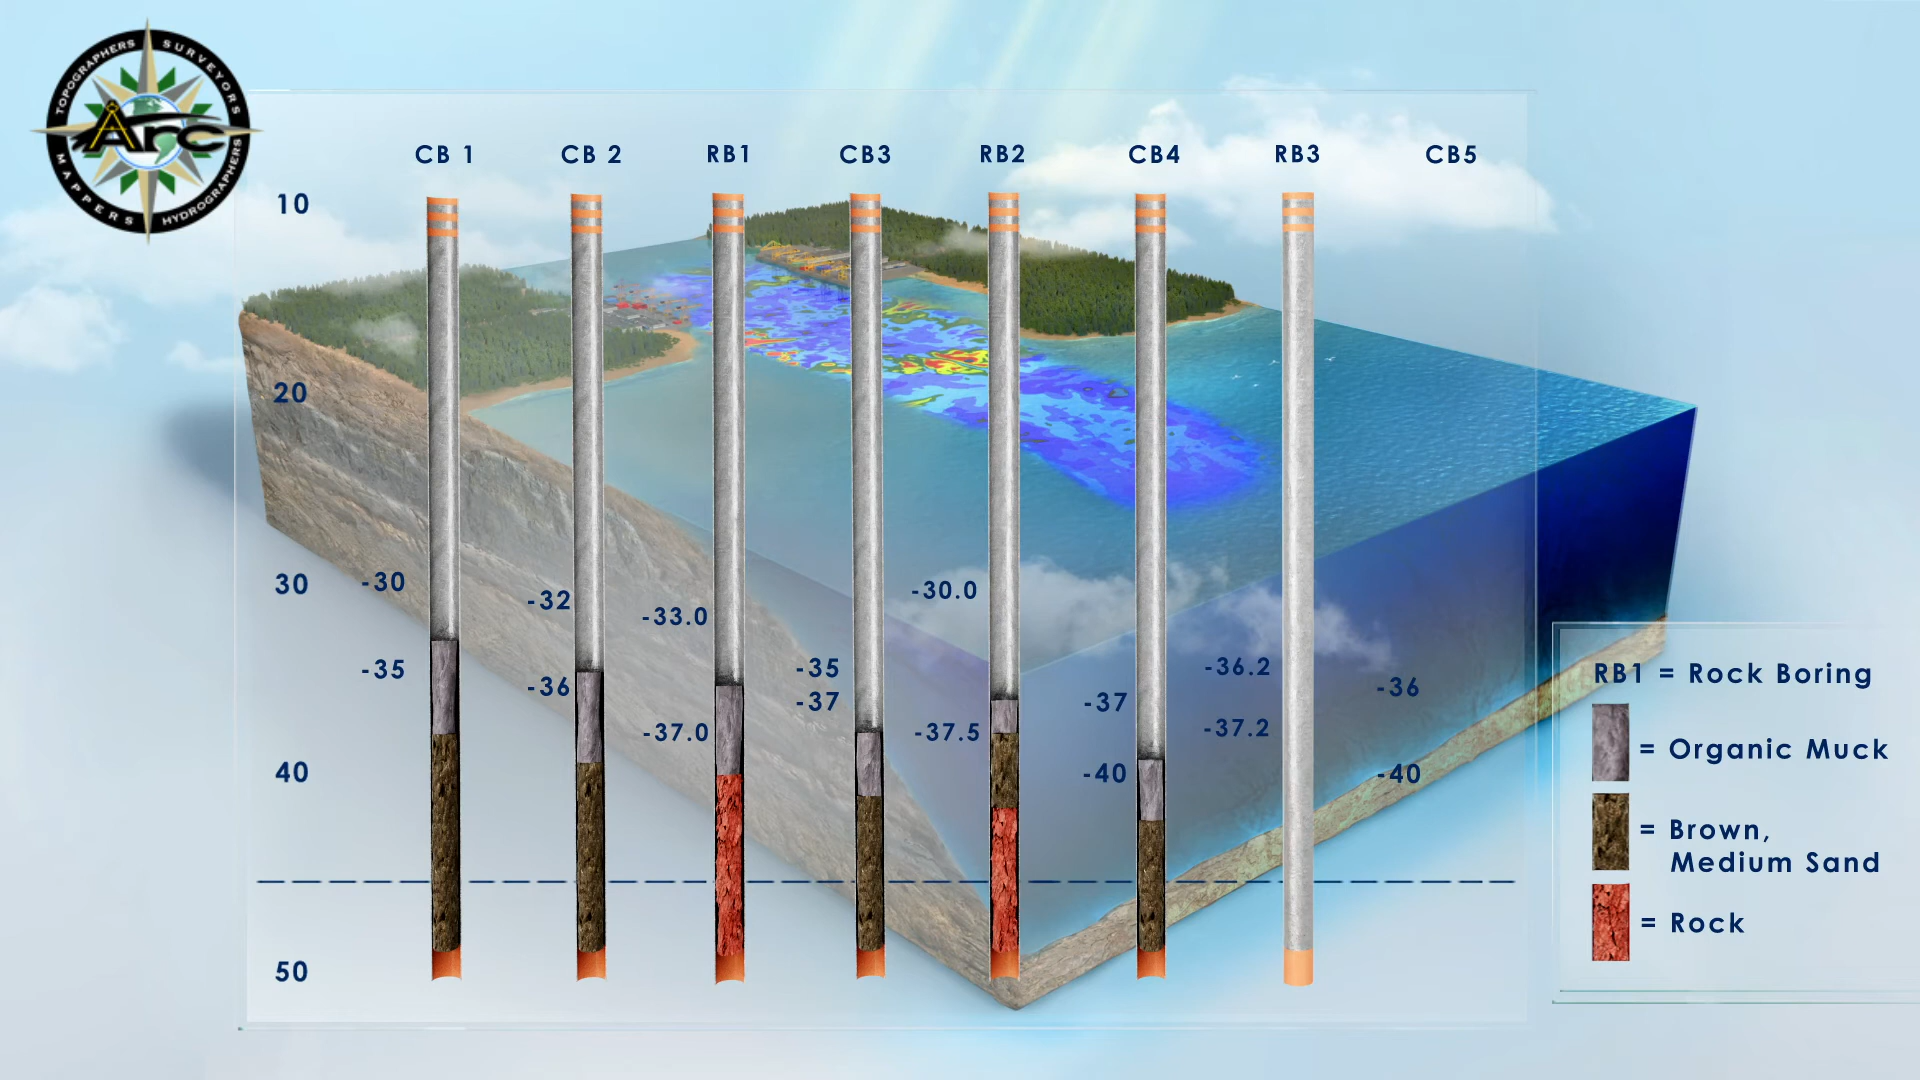 TOPOGRAPHERS SURVEYORS
MAPPERS HYDROGRAPHERS
Arc
CB 1 CB 2 RB1 CB3 RB2 CB4 RB3 CB5
10
20
30 -30 -32 -33.0 -30.0
-35 -36 -35 -36.2 -36
-37 -37
-37.0 -37.5 -37.2
40 -40 -40
50
RB1 = Rock Boring
= Organic Muck
= Brown,
Medium Sand
= Rock